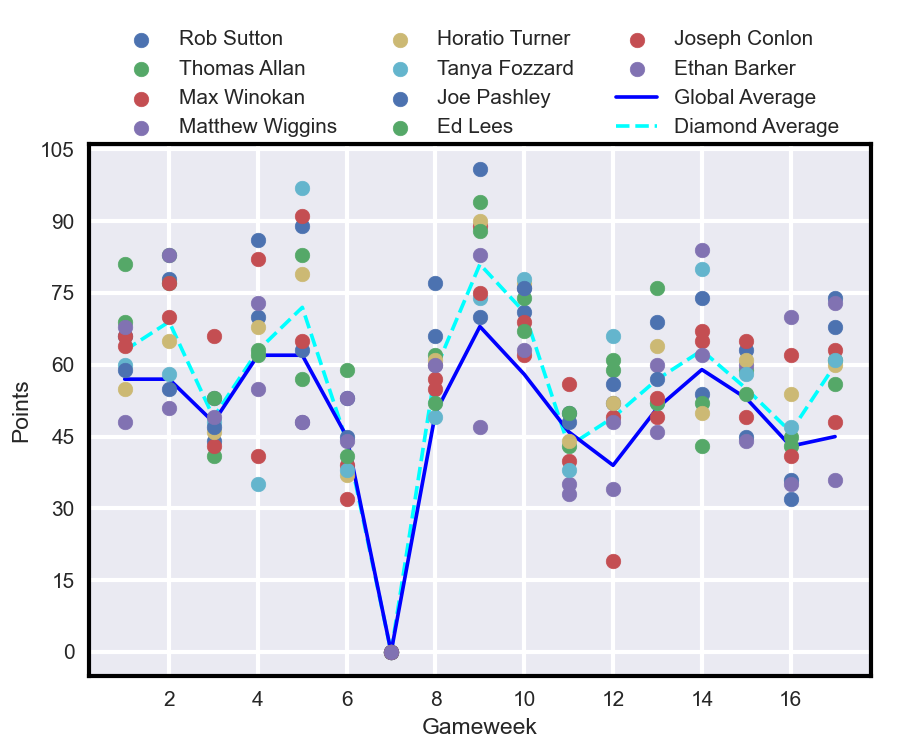 Rob Sutton
Thomas Allan
Max Winokan
Matthew Wiggins
Horatio Turner
Tanya Fozzard
Joe Pashley
Ed Lees
Joseph Conlon
Ethan Barker
Global Average
Diamond Average
105
90
75
60
45
30
15
0
Points
2 4 6 8 10 12 14 16
Gameweek